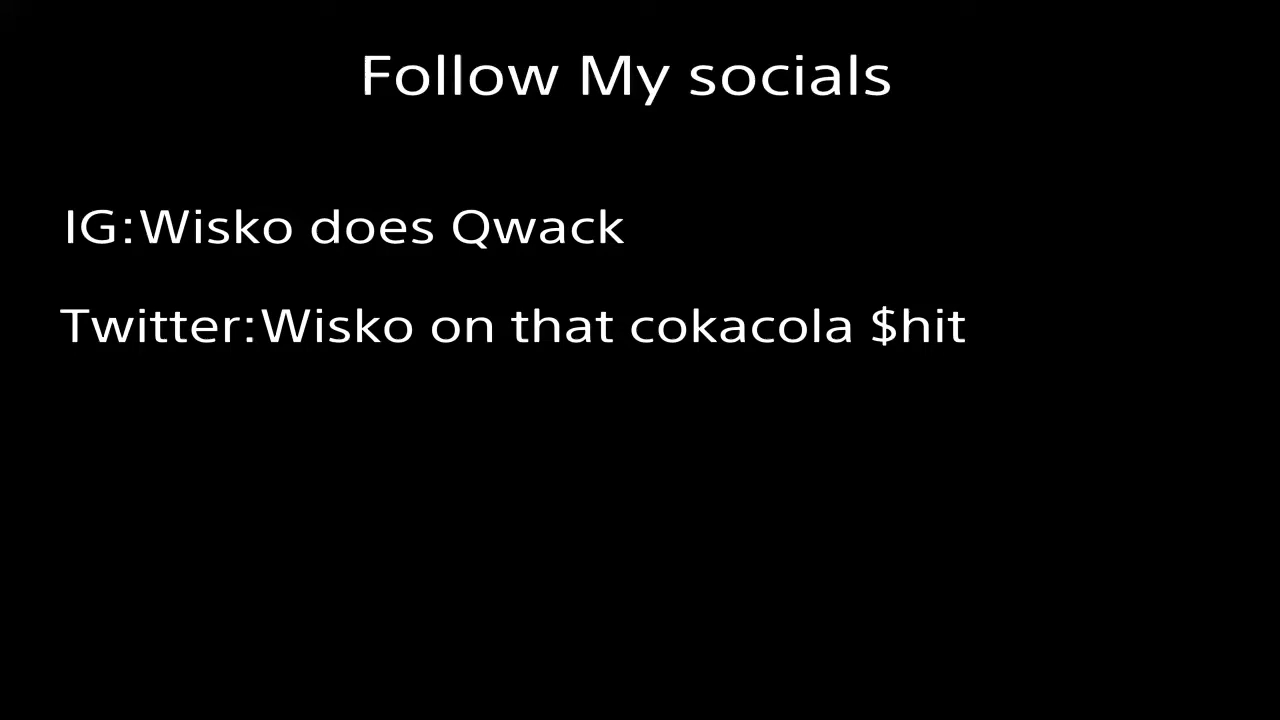 Follow My socials
IG:Wisko does Qwack
Twitter:Wisko on that cokacola $hit